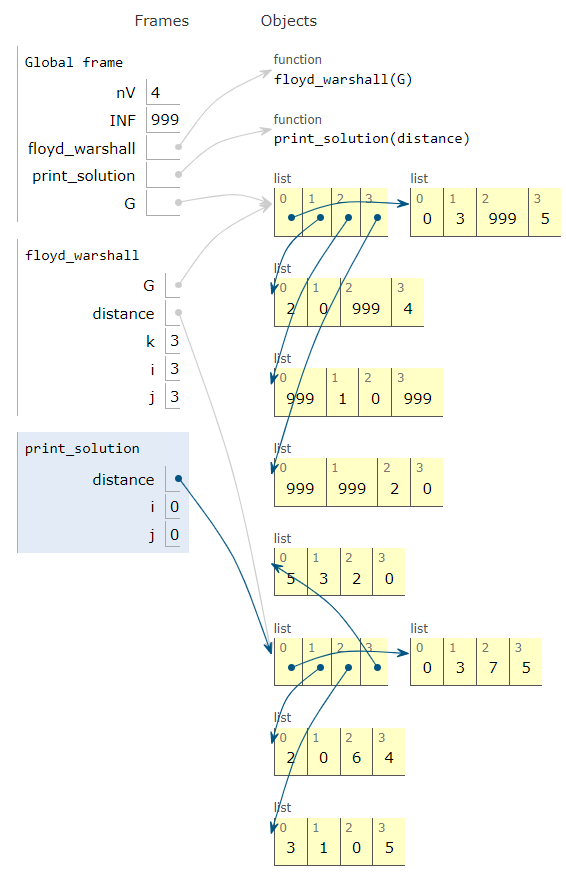 Frames Objects
Global frame
nV 4
INF 999
floyd_warshall
print_solution
G
function
floyd_warshall(G)
function
print_solution(distance)
list
0 1 2 3
list
0 1 2 3
0 3 999 5
floyd_warshall
G
distance
k 3
i 3
j 3
list
0 1 2 3
2 0 999 4
list
0 1 2 3
999 1 0 999
print_solution
distance
i 0
j 0
list
0 1 2 3
999 999 2 0
list
0 1 2 3
5 3 2 0
list
0 1 2 3
list
0 1 2 3
0 3 7 5
list
0 1 2 3
2 0 6 4
list
0 1 2 3
3 1 0 5